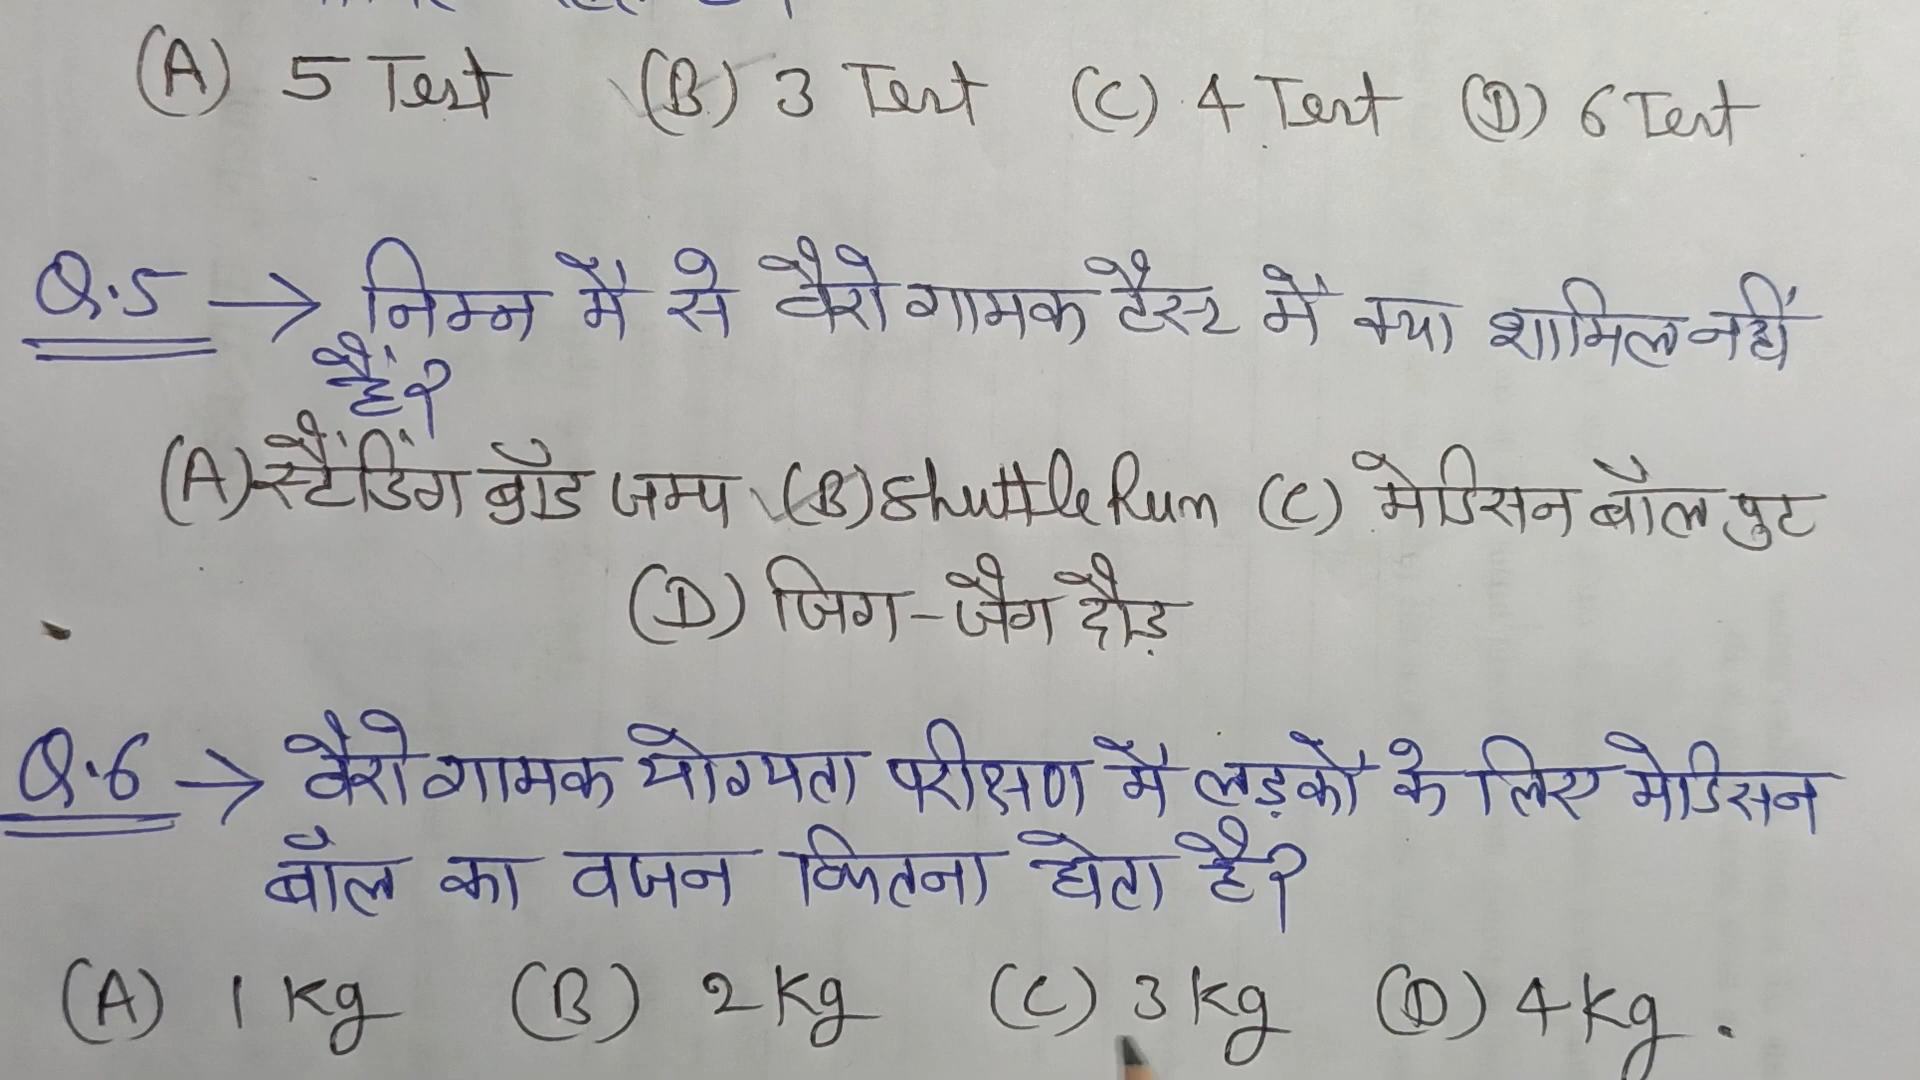 (A) 5 Test (B) 3 Test (C) 4 Test (D) 6 Test
Q.5 → निम्न में से बैरो गामक टैस्ट में क्या शामिल नहीं
हैं?
(A) स्टैंडिंग ब्रॉड जम्प (B) Shuttle Run (C) मेडिसन बॉल पुट
(D) जिग-जैग दौड़
Q.6 → बैरो गामक योग्यता परीक्षण में लड़कों के लिए मेडिसन
बॉल का वजन कितना होता है?
(A) 1 Kg (B) 2 Kg (C) 3 Kg (D) 4 Kg.